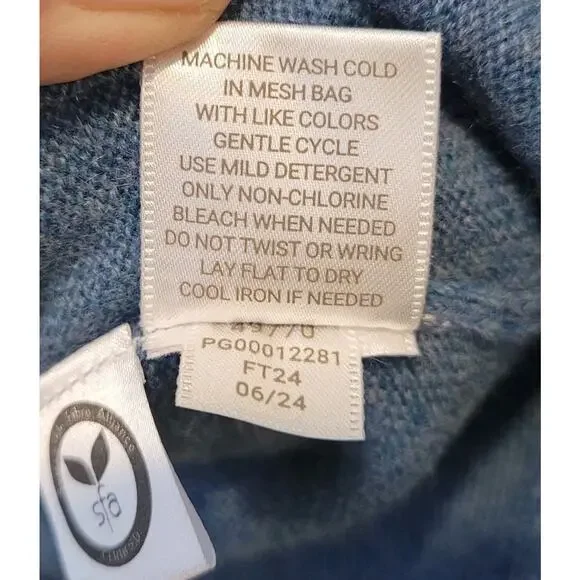 MACHINE WASH COLD
IN MESH BAG
WITH LIKE COLORS
GENTLE CYCLE
USE MILD DETERGENT
ONLY NON-CHLORINE
BLEACH WHEN NEEDED
DO NOT TWIST OR WRING
LAY FLAT TO DRY
COOL IRON IF NEEDED
PG00012281
FT24
06/24
Fibre Alliance
sfa